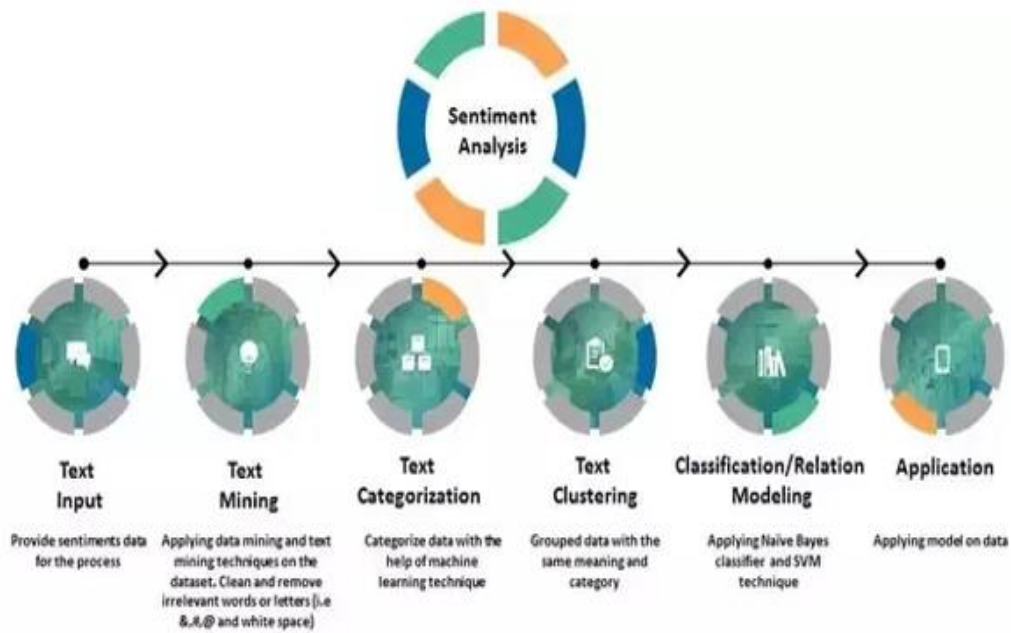 Sentiment
Analysis
Text
Input
Provide sentiments data
for the process
Text
Mining
Applying data mining and text
mining techniques on the
dataset. Clean and remove
irrelevant words or letters (i.e
&,#,@ and white space)
Text
Categorization
Categorize data with the
help of machine
learning technique
Text
Clustering
Grouped data with the
same meaning and
category
Classification/Relation
Modeling
Applying Naïve Bayes
classifier and SVM
technique
Application
Applying model on data